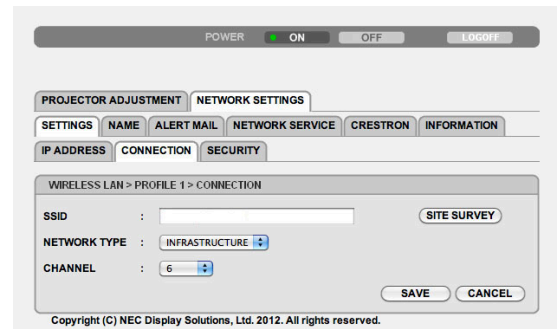 POWER ON OFF LOGOFF
PROJECTOR ADJUSTMENT NETWORK SETTINGS
SETTINGS NAME ALERT MAIL NETWORK SERVICE CRESTRON INFORMATION
IP ADDRESS CONNECTION SECURITY
WIRELESS LAN > PROFILE 1 > CONNECTION
SSID : SITE SURVEY
NETWORK TYPE : INFRASTRUCTURE
CHANNEL : 6
SAVE CANCEL
Copyright (C) NEC Display Solutions, Ltd. 2012. All rights reserved.